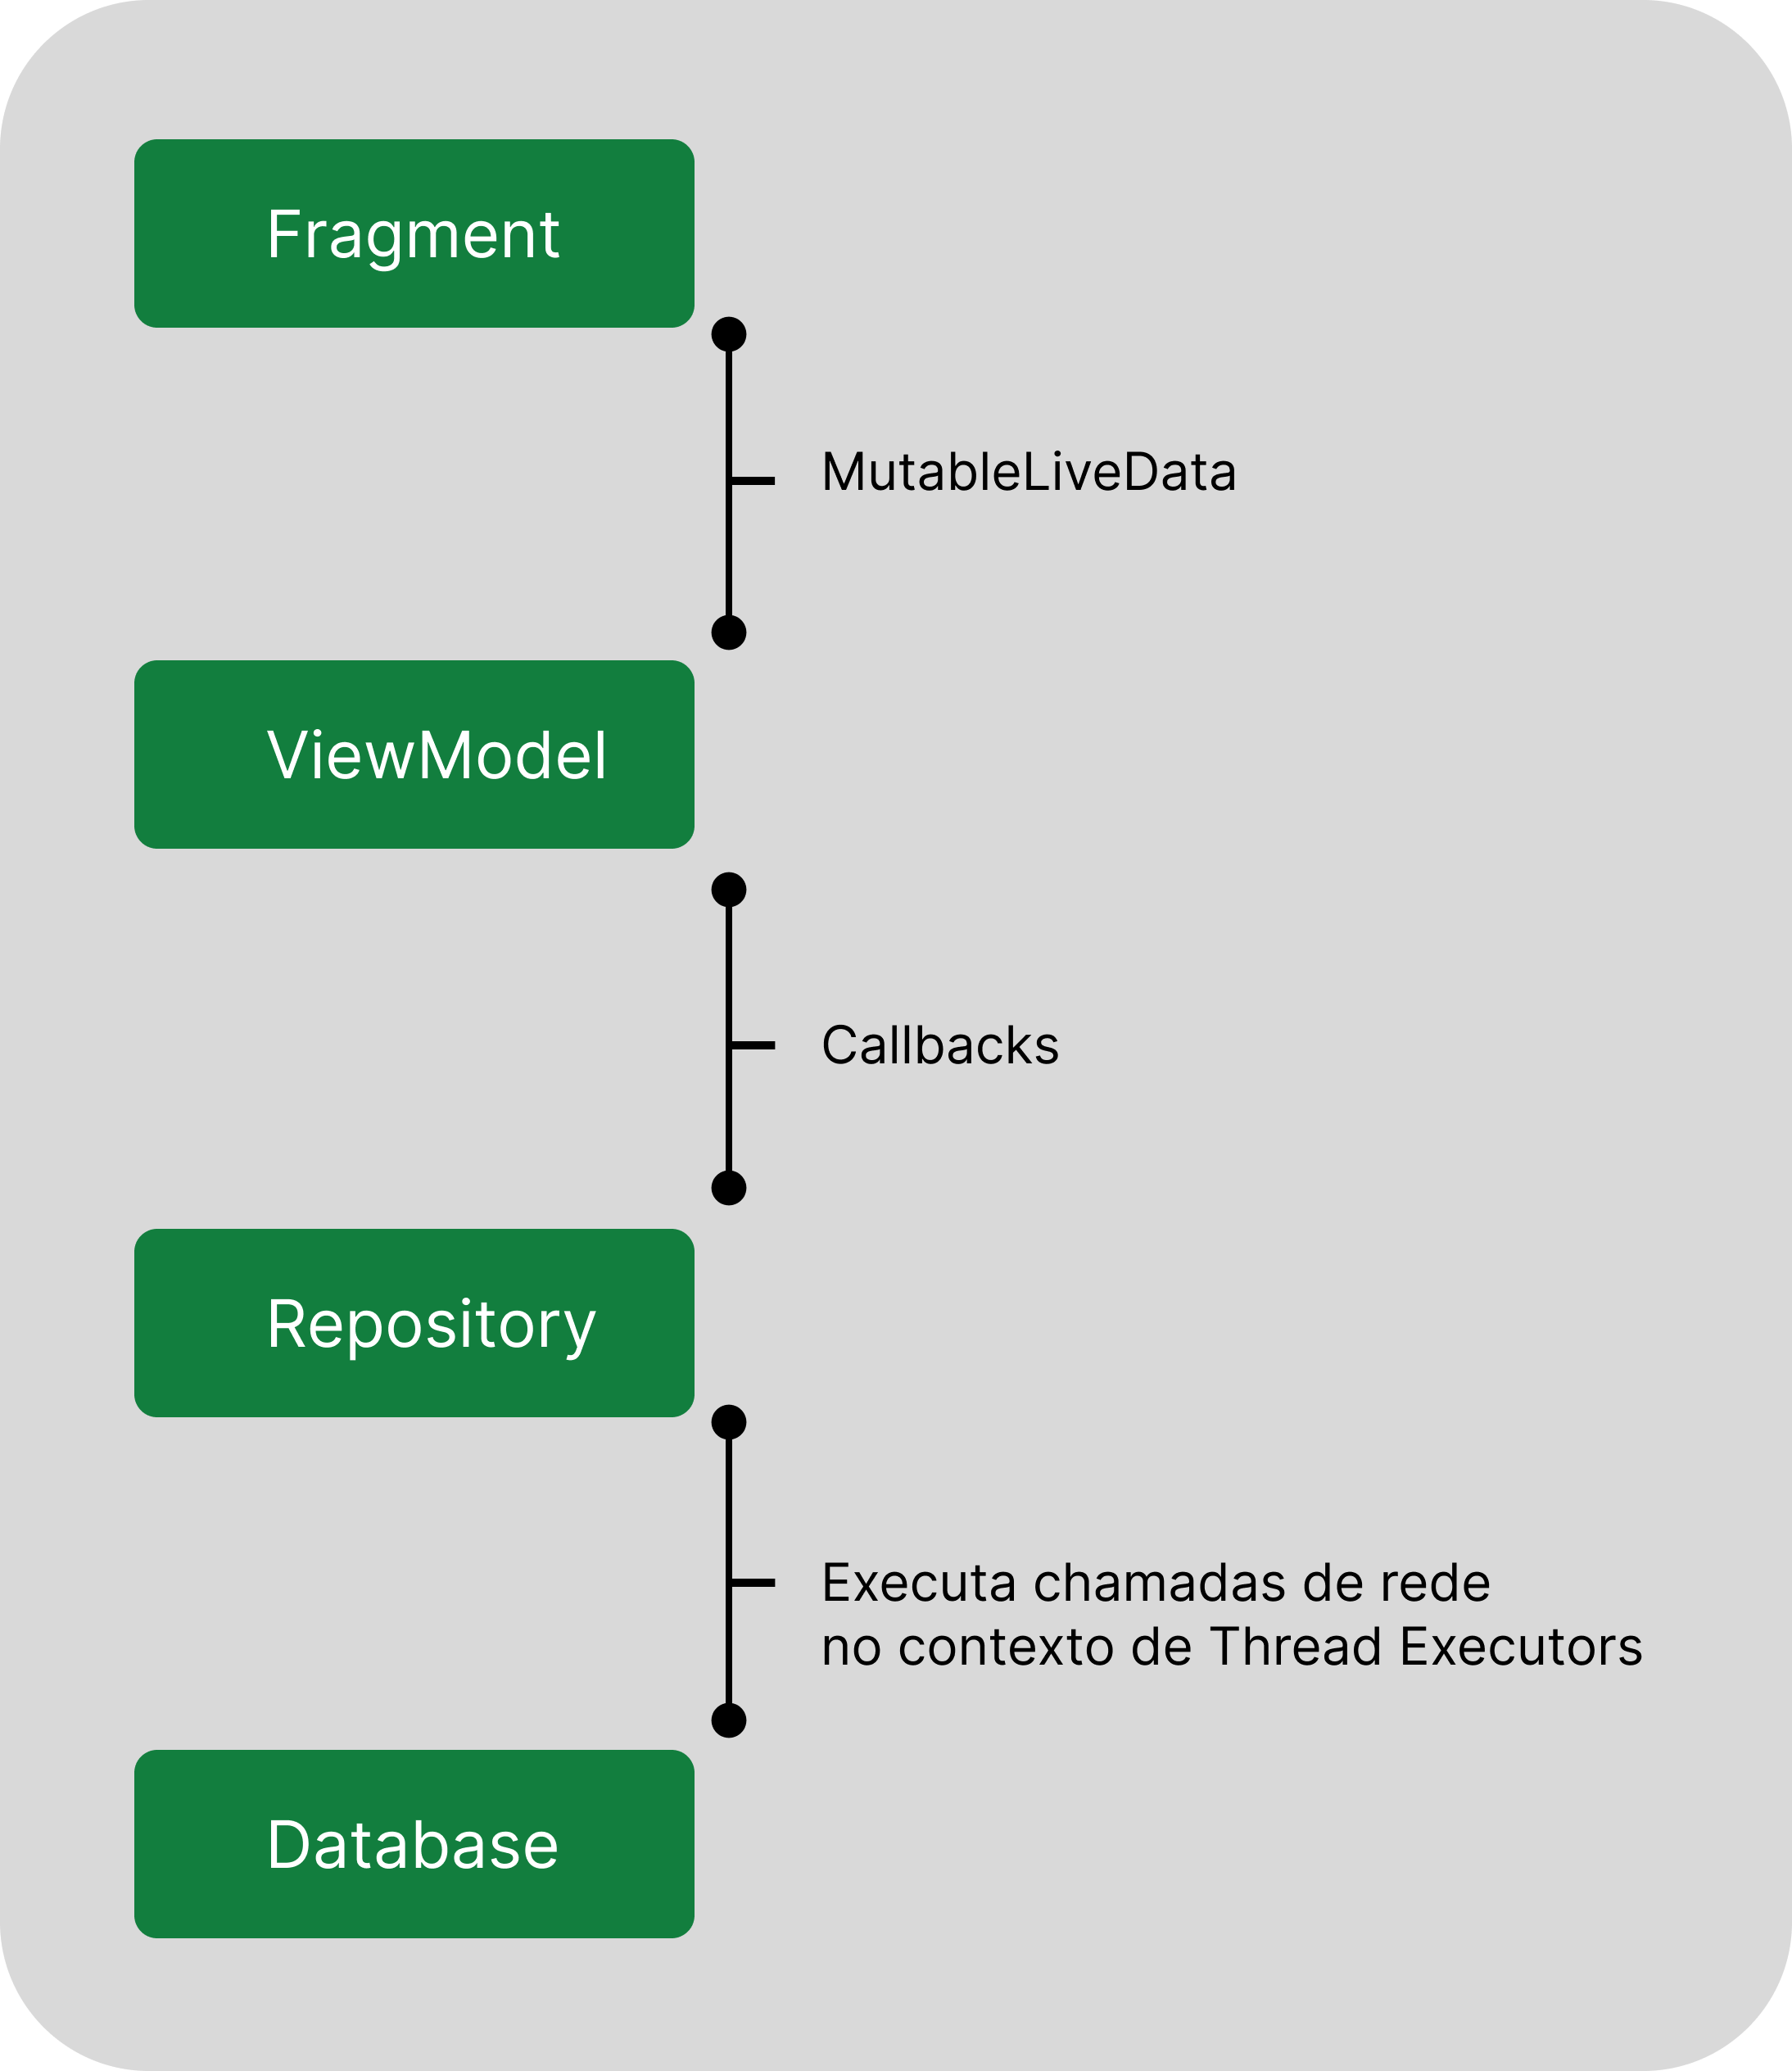 Fragment
MutableLiveData
ViewModel
Callbacks
Repository
Executa chamadas de rede
no contexto de Thread Executors
Database